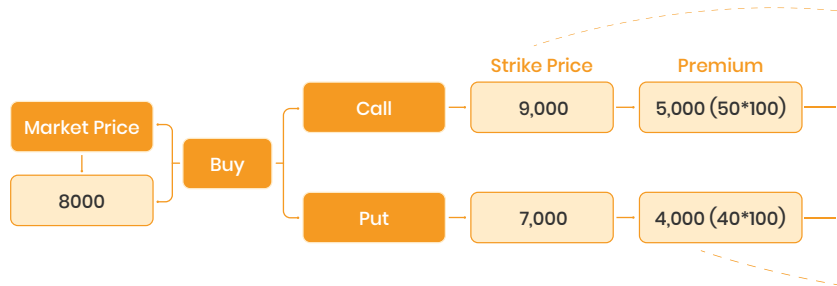 Strike Price
Premium
Market Price
Call
9,000
5,000 (50*100)
Buy
8000
Put
7,000
4,000 (40*100)